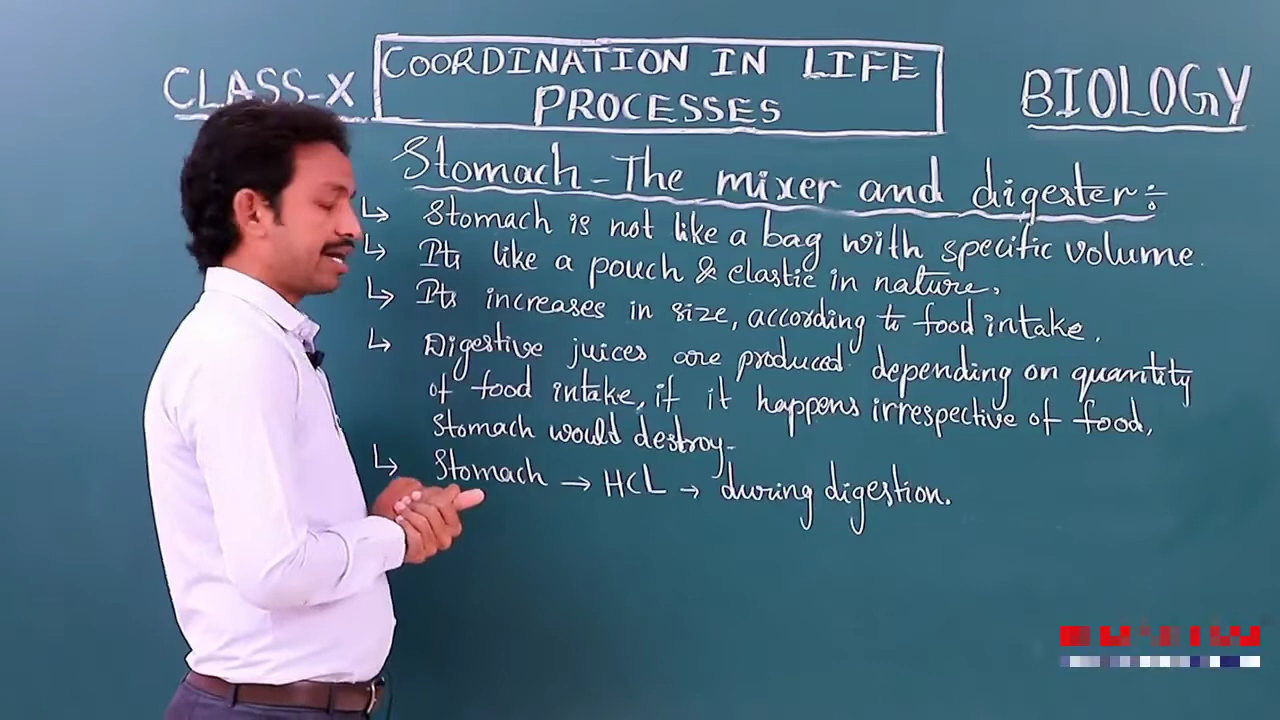 CLASS-X
COORDINATION IN LIFE
PROCESSES
BIOLOGY
Stomach - The mixer and digester :-
↳ Stomach is not like a bag with specific volume.
↳ Its like a pouch & elastic in nature.
↳ Its increases in size, according to food intake.
↳ Digestive juices are produced depending on quantity
of food intake, if it happens irrespective of food,
stomach would destroy.
↳ Stomach → HCL → during digestion.